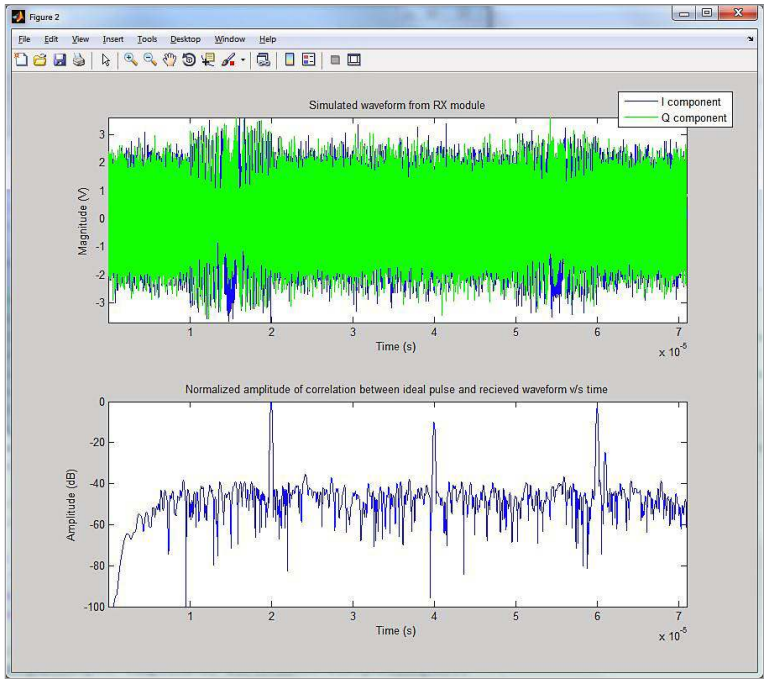 Figure 2
File Edit View Insert Tools Desktop Window Help
Simulated waveform from RX module
I component
Q component
Magnitude (V)
3
2
1
0
-1
-2
-3
1 2 3 4 5 6 7
Time (s)
x 10⁻⁵
Normalized amplitude of correlation between ideal pulse and recieved waveform v/s time
Amplitude (dB)
0
-20
-40
-60
-80
-100
1 2 3 4 5 6 7
Time (s)
x 10⁻⁵